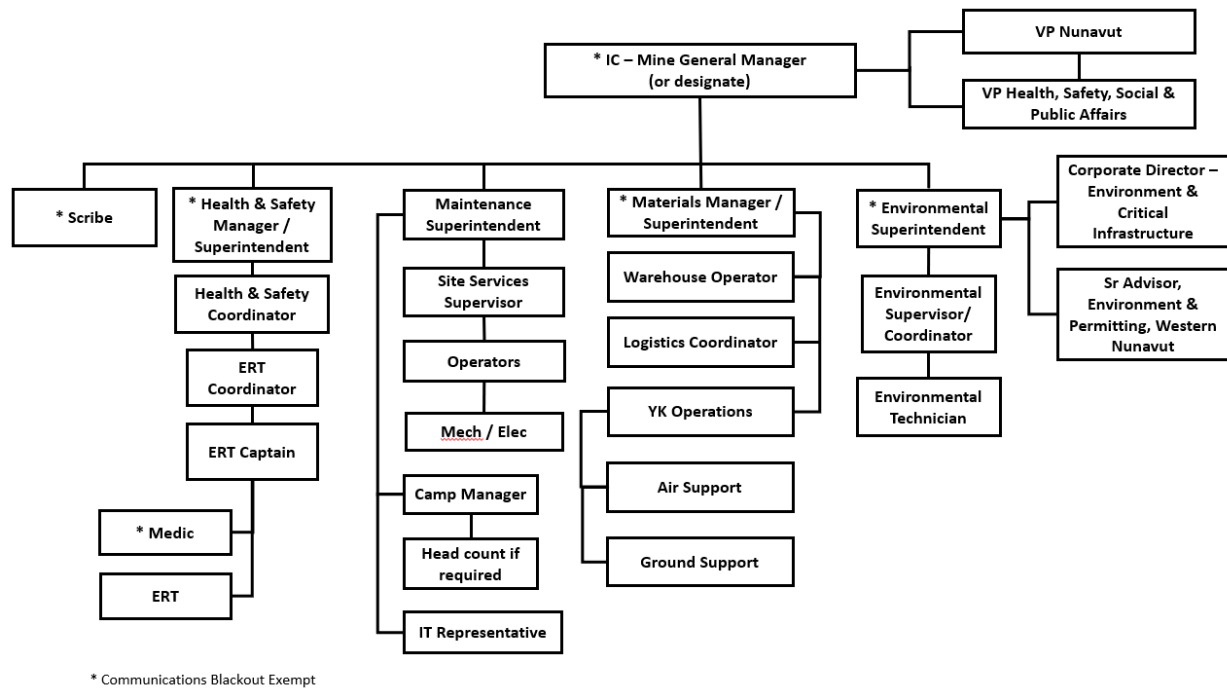 VP Nunavut
* IC – Mine General Manager
(or designate)
VP Health, Safety, Social &
Public Affairs
* Scribe
* Health & Safety
Manager /
Superintendent
Health & Safety
Coordinator
ERT
Coordinator
ERT Captain
* Medic
ERT
Maintenance
Superintendent
Site Services
Supervisor
Operators
Mech / Elec
Camp Manager
Head count if
required
IT Representative
* Materials Manager /
Superintendent
Warehouse Operator
Logistics Coordinator
YK Operations
Air Support
Ground Support
* Environmental
Superintendent
Environmental
Supervisor/
Coordinator
Environmental
Technician
Corporate Director –
Environment &
Critical
Infrastructure
Sr Advisor,
Environment &
Permitting, Western
Nunavut
* Communications Blackout Exempt